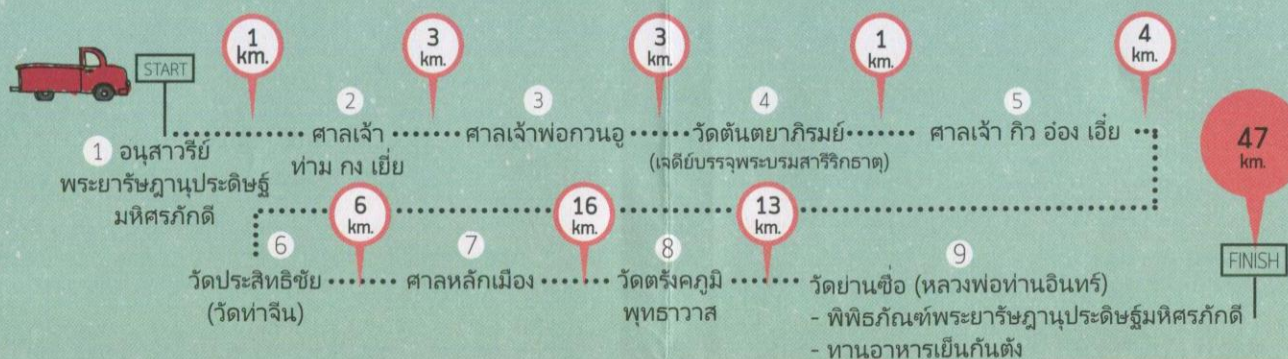 1 km.
3 km.
3 km.
1 km.
4 km.
START
1 อนุสาวรีย์
พระยารัษฎานุประดิษฐ์
มหิศรภักดี
2
ศาลเจ้า
ท่าม กง เยี่ย
3
ศาลเจ้าพ่อกวนอู
4
วัดตันตยาภิรมย์
(เจดีย์บรรจุพระบรมสารีริกธาตุ)
5
ศาลเจ้า กิว อ๋อง เอี่ย
47
km.
6
km.
16
km.
13
km.
6
วัดประสิทธิชัย
(วัดท่าจีน)
7
ศาลหลักเมือง
8
วัดตรังคภูมิ
พุทธาวาส
9
วัดย่านซื่อ (หลวงพ่อท่านอินทร์)
- พิพิธภัณฑ์พระยารัษฎานุประดิษฐ์มหิศรภักดี
- ทานอาหารเย็นกันตัง
FINISH